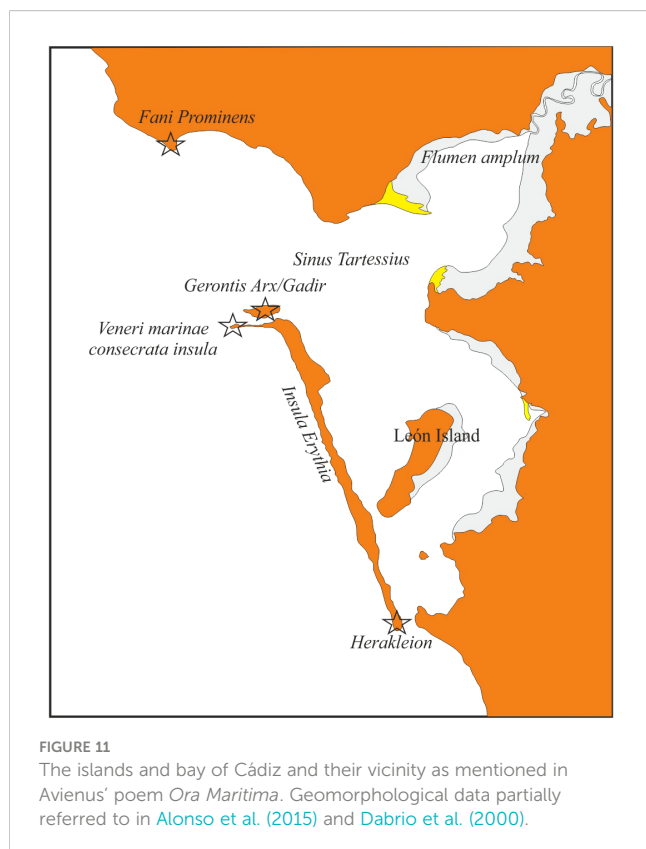 Fani Prominens
Flumen amplum
Sinus Tartessius
Gerontis Arx/Gadir
Veneri marinae
consecrata insula
Insula Erythia
León Island
Herakleion
FIGURE 11
The islands and bay of Cádiz and their vicinity as mentioned in
Avienus‘ poem Ora Maritima. Geomorphological data partially
referred to in Alonso et al. (2015) and Dabrio et al. (2000).